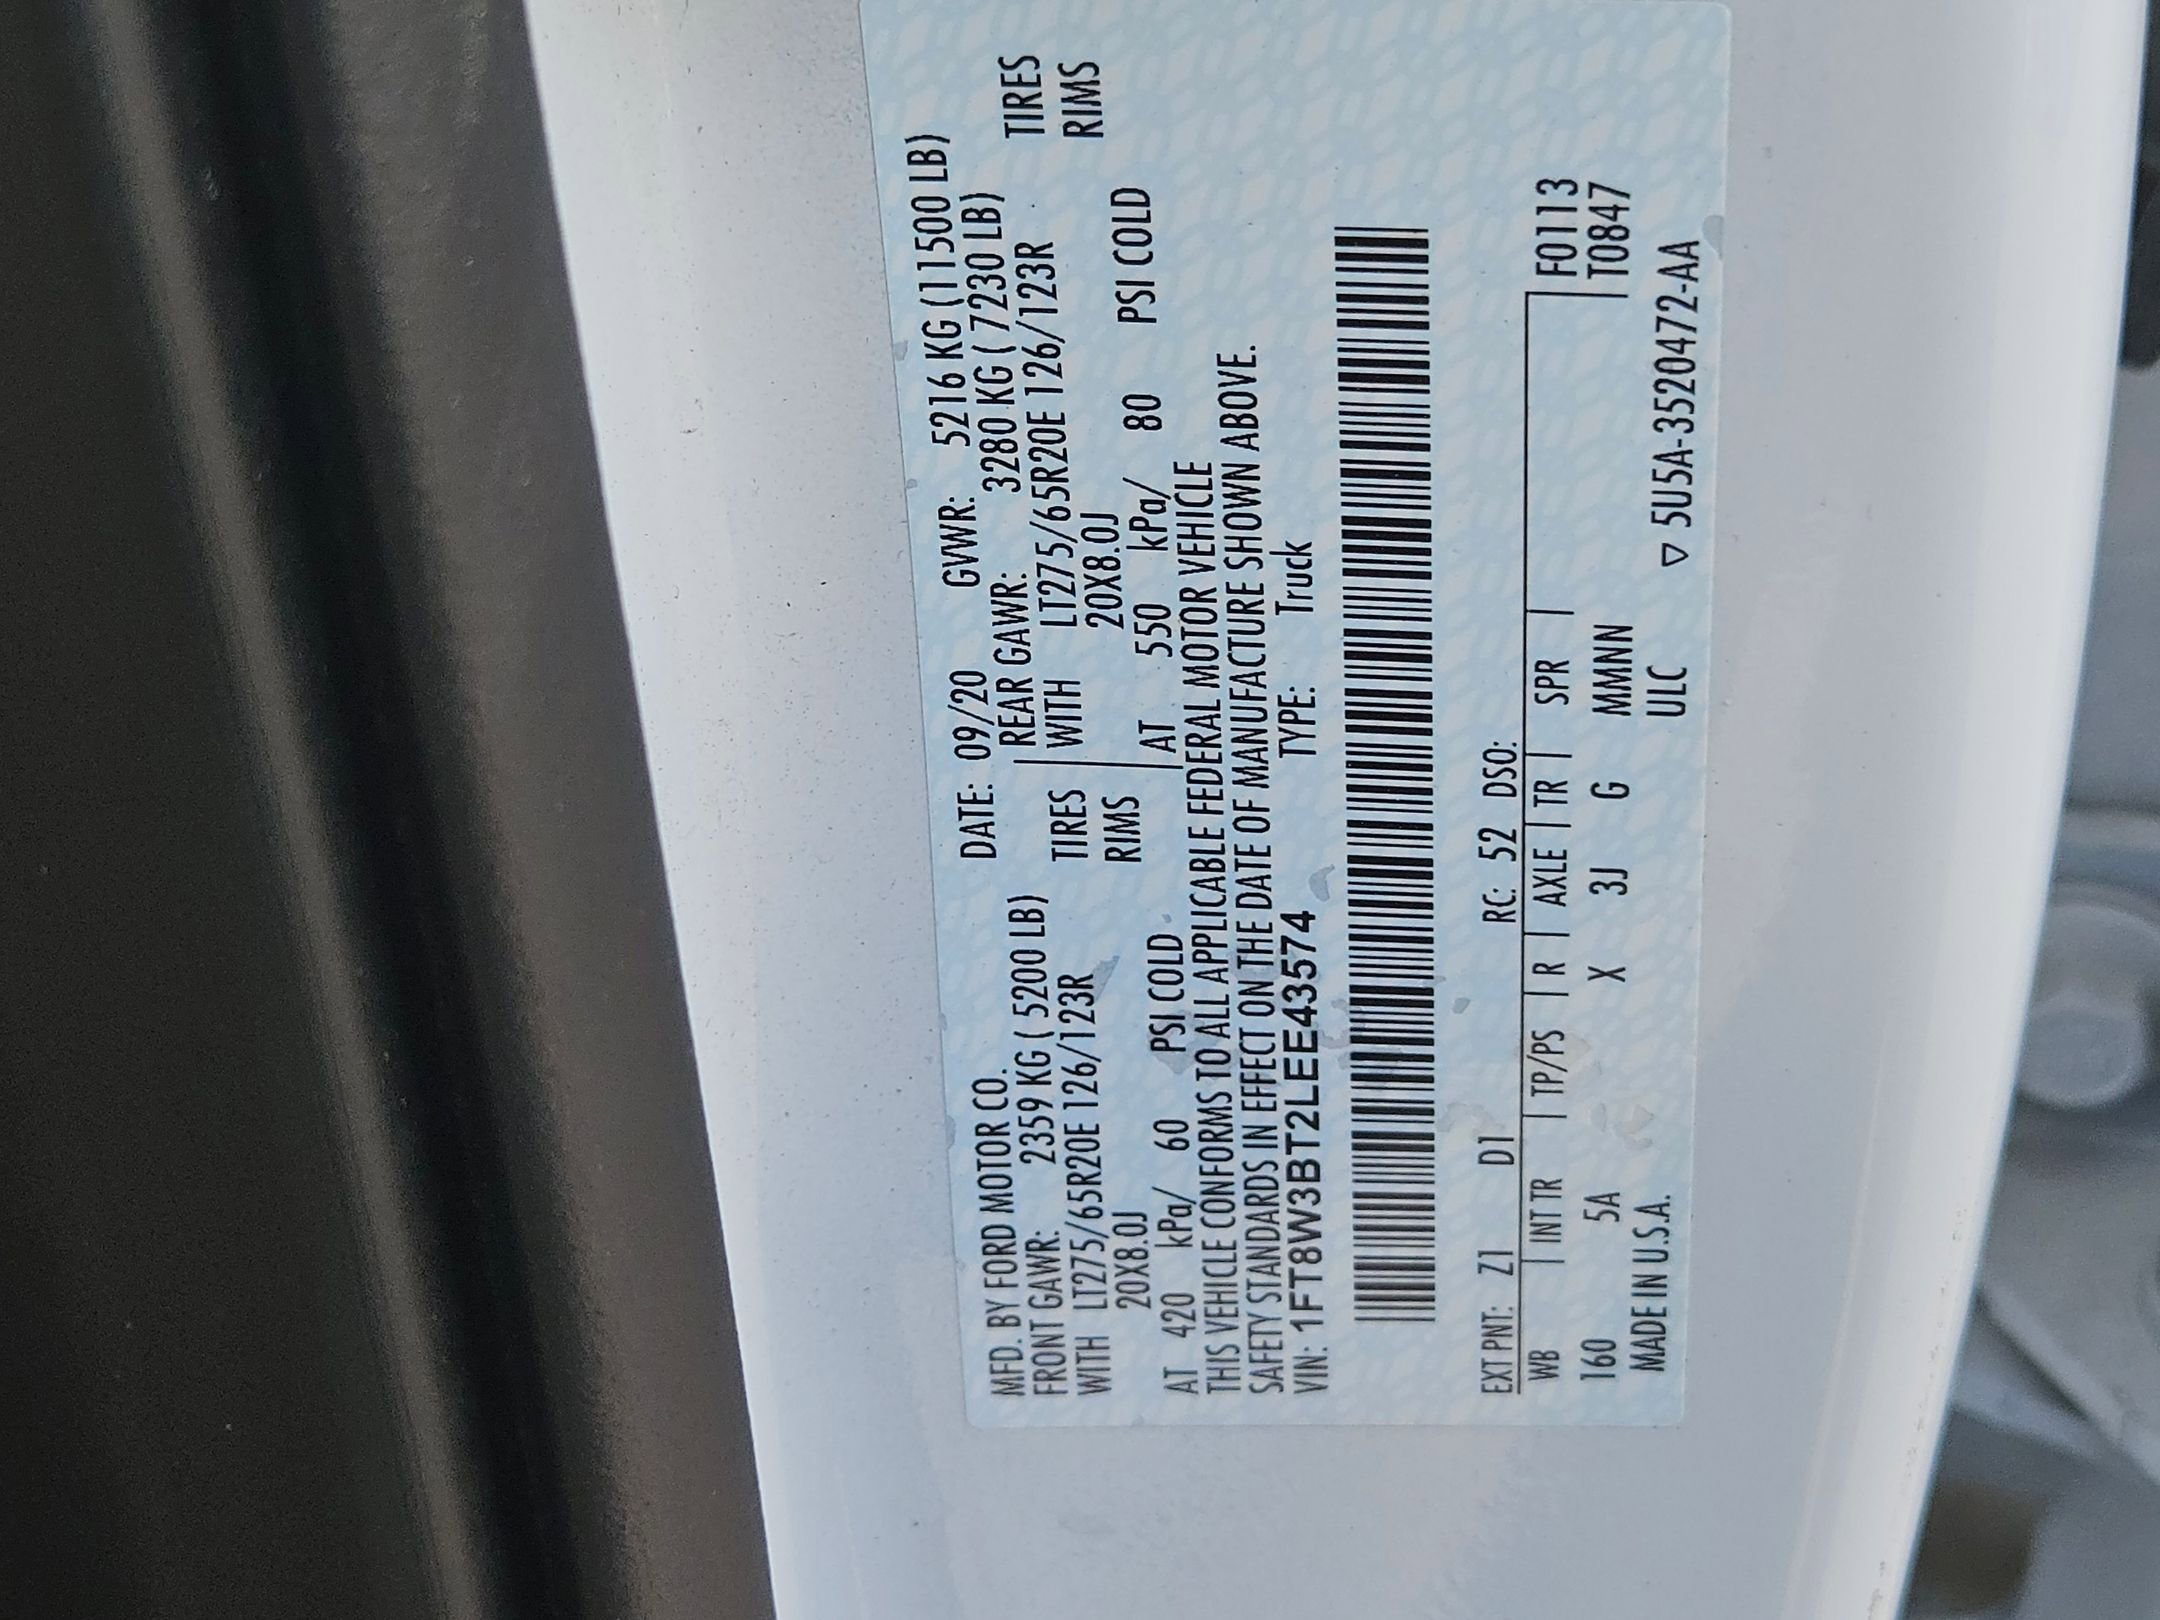 MFD. BY FORD MOTOR CO. DATE: 09/20 GVWR: 5216 KG (11500 LB)
FRONT GAWR: 2359 KG ( 5200 LB) REAR GAWR: 3280 KG ( 7230 LB)
WITH LT275/65R20E 126/123R TIRES WITH LT275/65R20E 126/123R TIRES
20X8.0J RIMS 20X8.0J RIMS
AT 420 kPa/ 60 PSI COLD AT 550 kPa/ 80 PSI COLD
THIS VEHICLE CONFORMS TO ALL APPLICABLE FEDERAL MOTOR VEHICLE
SAFETY STANDARDS IN EFFECT ON THE DATE OF MANUFACTURE SHOWN ABOVE.
VIN: 1FT8W3BT2LEE43574 TYPE: Truck
EXT PNT: Z1 D1 RC: 52 DSO:
WB INT TR TP/PS R AXLE TR SPR F0113
160 5A X 3J G MMMNN T0847
MADE IN U.S.A. ULC ▽ 5U5A-3520472-AA